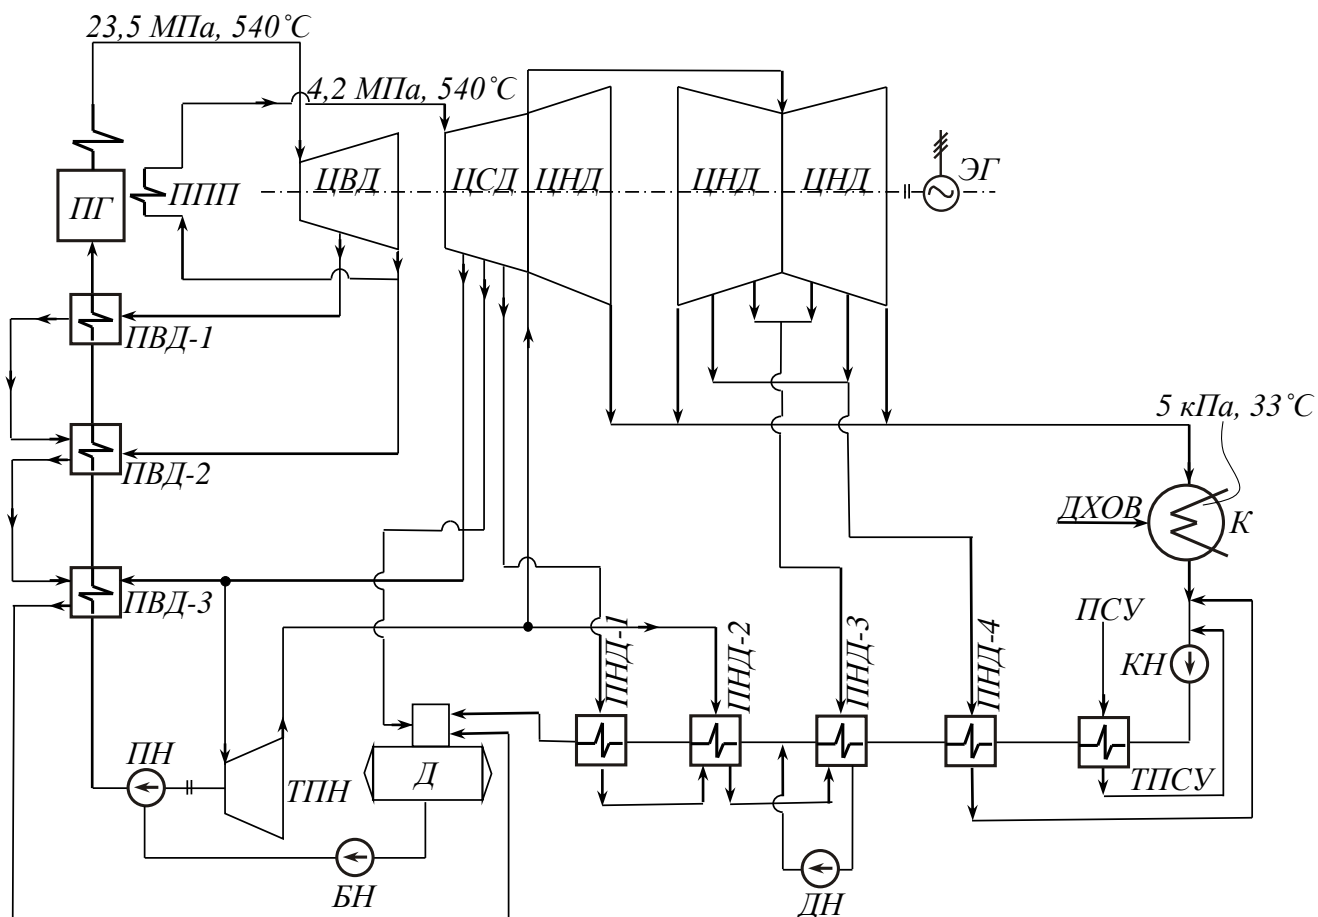 23,5 МПа, 540˚С
4,2 МПа, 540˚С
ПГ
ППП
ЦВД
ЦСД
ЦНД
ЦНД
ЦНД
ЭГ
ПВД-1
ПВД-2
ПВД-3
5 кПа, 33˚С
ДХОВ
К
ПСУ
КН
ПНД-1
ПНД-2
ПНД-3
ПНД-4
ТПСУ
ПН
ТПН
Д
БН
ДН